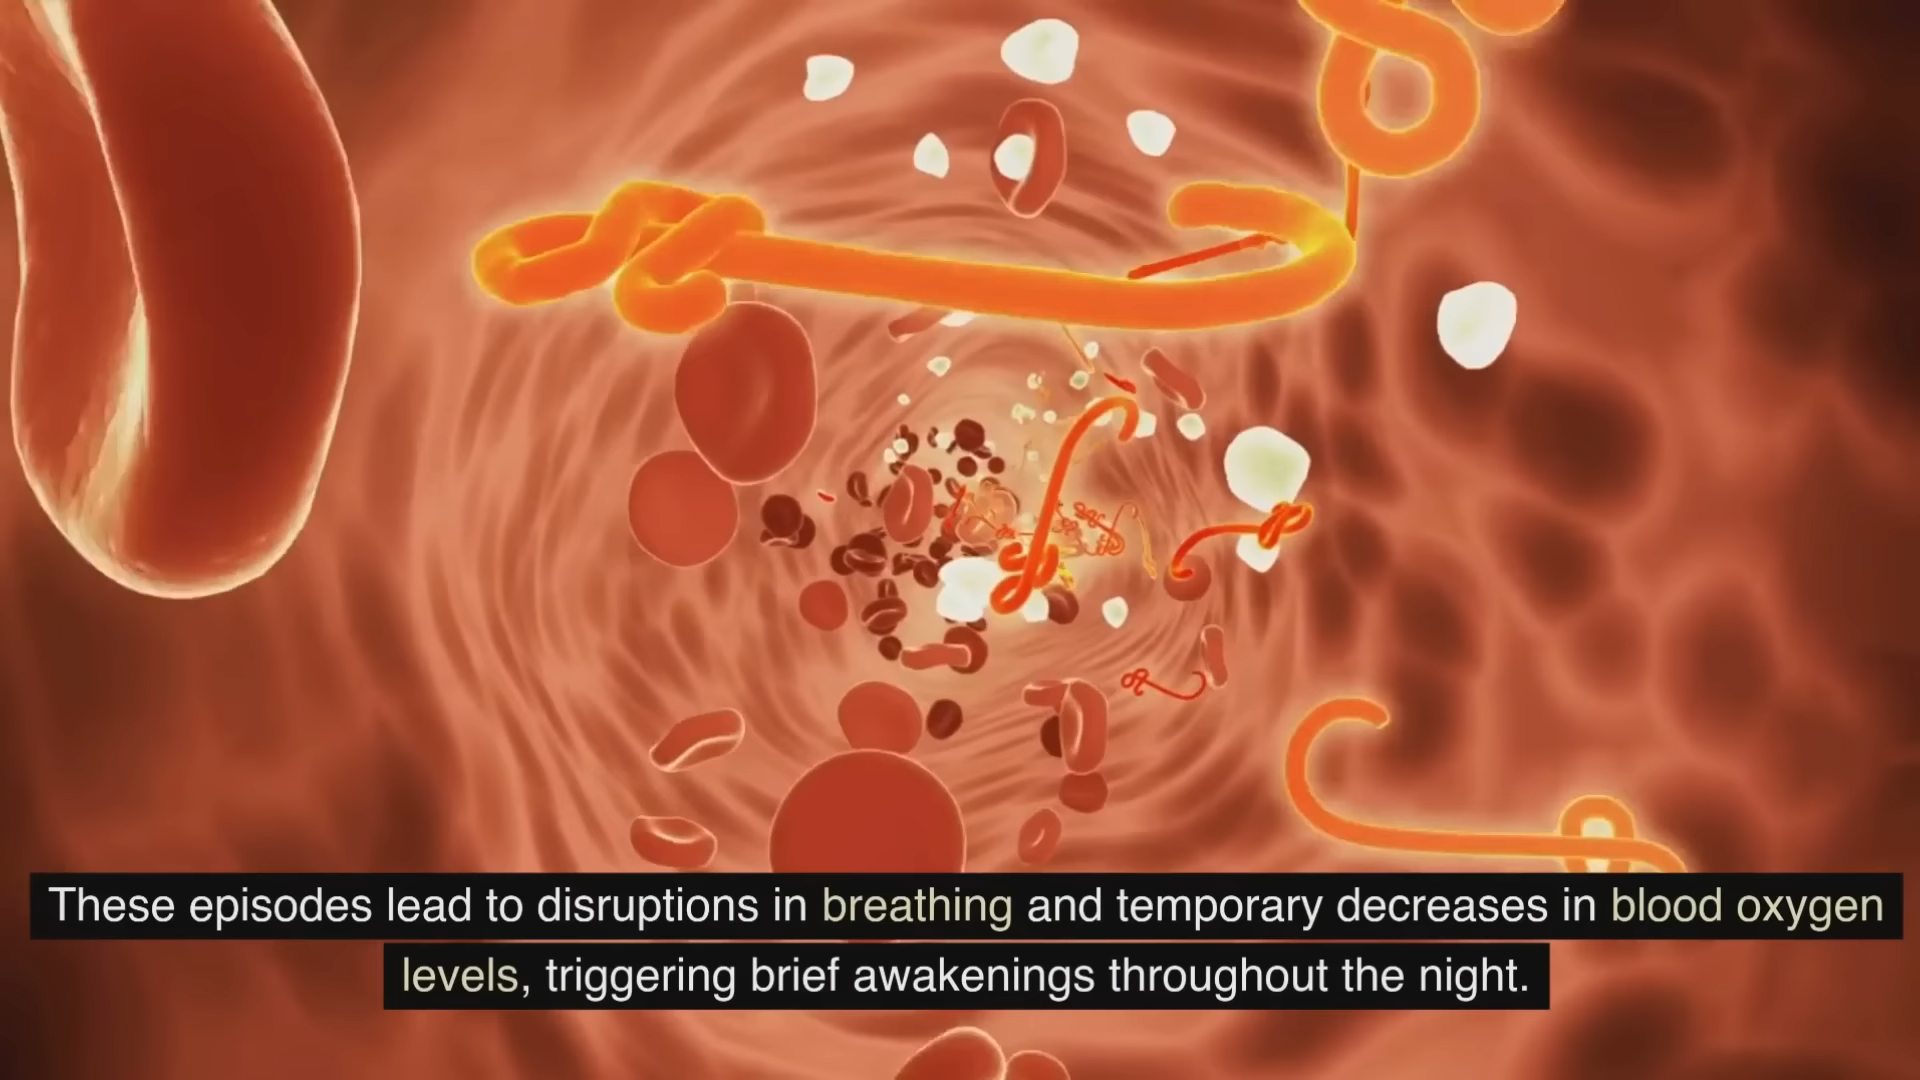 These episodes lead to disruptions in breathing and temporary decreases in blood oxygen
levels, triggering brief awakenings throughout the night.